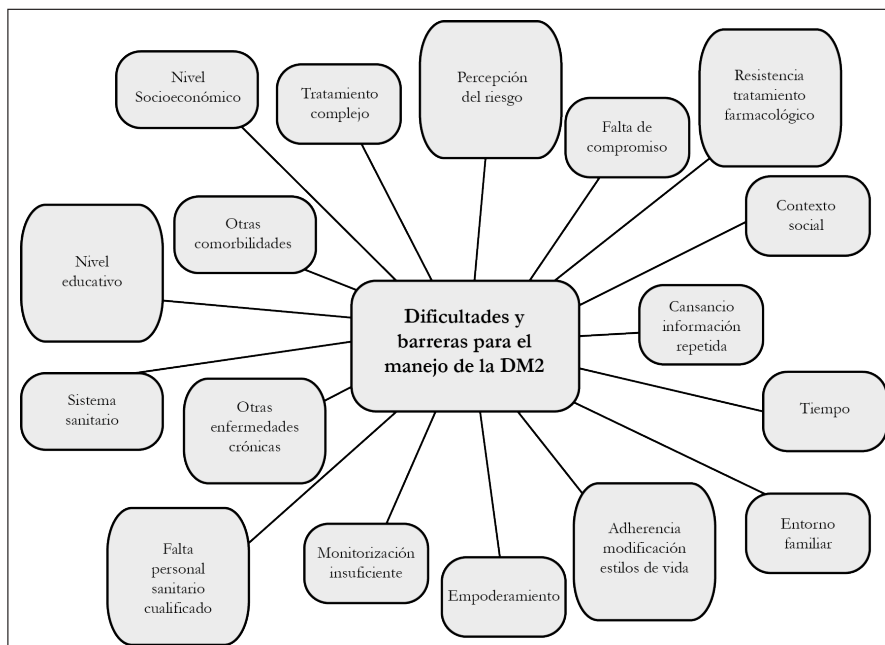 Nivel
Socioeconómico
Tratamiento
complejo
Percepción
del riesgo
Falta de
compromiso
Resistencia
tratamiento
farmacológico
Otras
comorbilidades
Contexto
social
Nivel
educativo
Dificultades y
barreras para el
manejo de la DM2
Cansancio
información
repetida
Sistema
sanitario
Otras
enfermedades
crónicas
Tiempo
Falta
personal
sanitario
cualificado
Monitorización
insuficiente
Empoderamiento
Adherencia
modificación
estilos de vida
Entorno
familiar